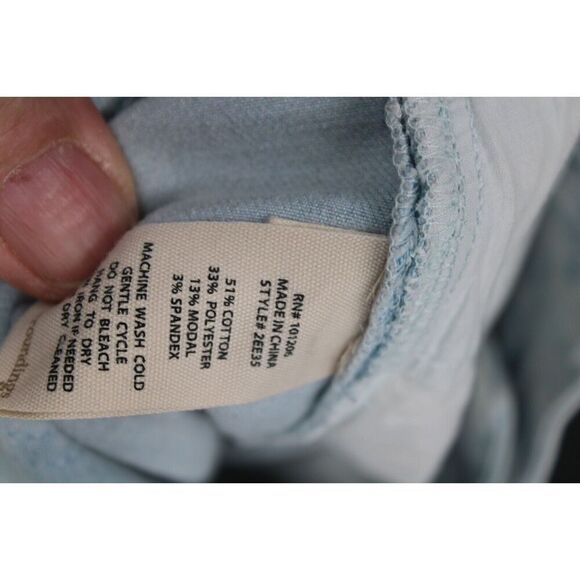 RN# 101206
MADE IN CHINA
STYLE# 2EE35
51% COTTON
33% POLYESTER
13% MODAL
3% SPANDEX
MACHINE WASH COLD
GENTLE CYCLE
DO NOT BLEACH
HANG TO DRY
IRON IF NEEDED
DRY CLEANED
roundings